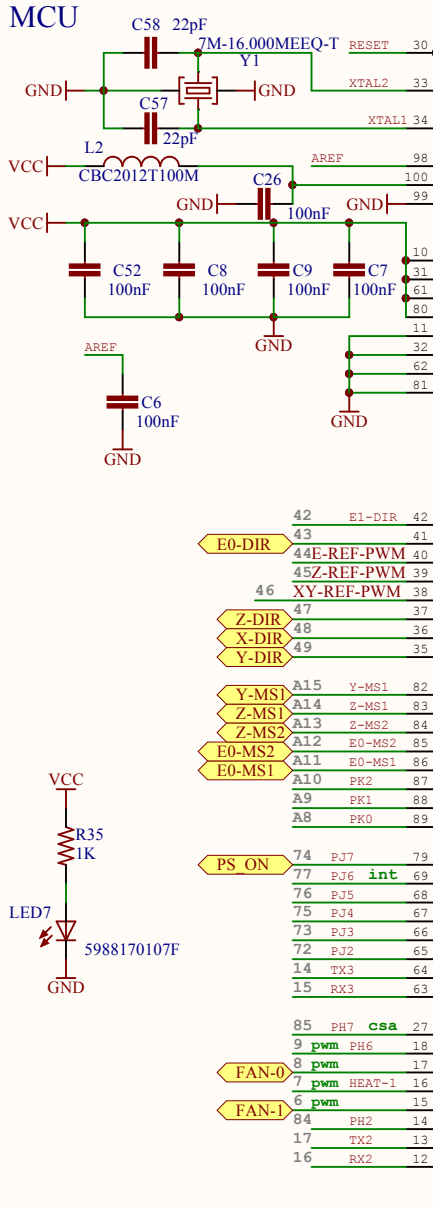 MCU
C58 22pF
7M-16.000MEEQ-T
Y1
RESET 30
GND GND XTAL2 33
C57
22pF
XTAL1 34
L2
VCC
CBC2012T100M
AREF 98
C26
100
GND
100nF
GND 99
VCC
C52 C8 C9 C7
100nF 100nF 100nF 100nF
10
31
61
80
11
GND
32
62
81
AREF
C6
100nF
GND
GND
42 E1-DIR 42
E0-DIR 43 41
44 E-REF-PWM 40
45 Z-REF-PWM 39
46 XY-REF-PWM 38
Z-DIR 47 37
X-DIR 48 36
Y-DIR 49 35
Y-MS1 A15 Y-MS1 82
Z-MS1 A14 Z-MS1 83
Z-MS2 A13 Z-MS2 84
E0-MS2 A12 E0-MS2 85
E0-MS1 A11 E0-MS1 86
A10 PK2 87
A9 PK1 88
A8 PK0 89
VCC
R35
1K
LED7
5988170107F
GND
PS_ON 74 PJ7 79
77 PJ6 int 69
76 PJ5 68
75 PJ4 67
73 PJ3 66
72 PJ2 65
14 TX3 64
15 RX3 63
85 PH7 csa 27
9 pwm PH6 18
FAN-0 8 pwm 17
7 pwm HEAT-1 16
FAN-1 6 pwm 15
84 PH2 14
17 TX2 13
16 RX2 12